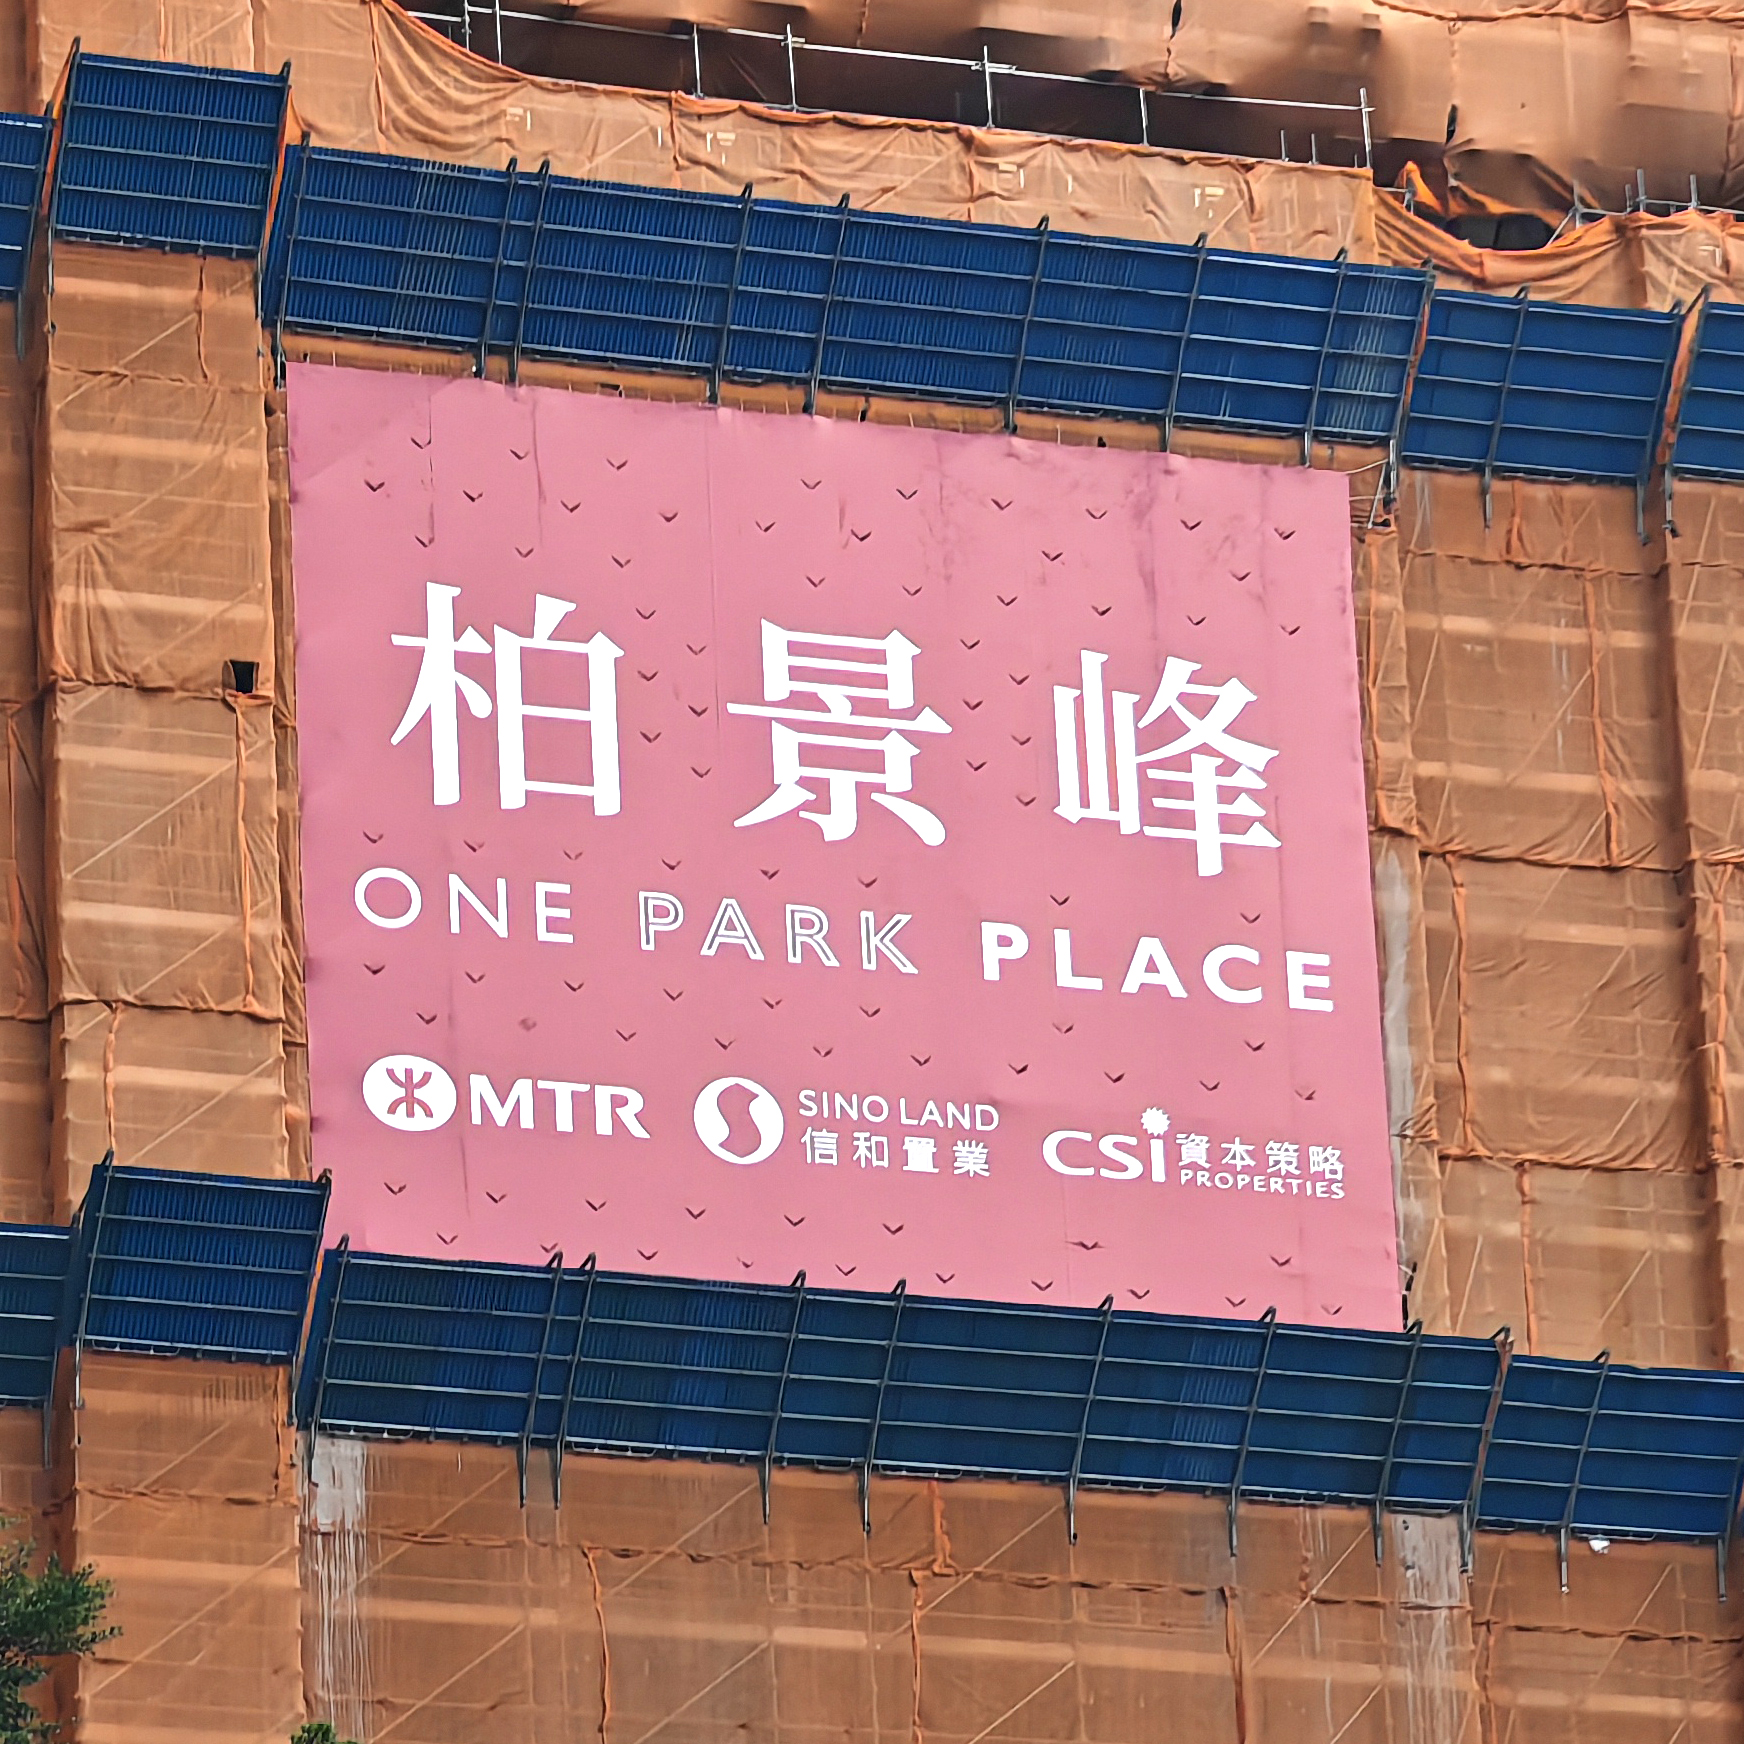 柏景峰
ONE PARK PLACE
MTR
SINO LAND
信和置業
CSi 資本策略
PROPERTIES